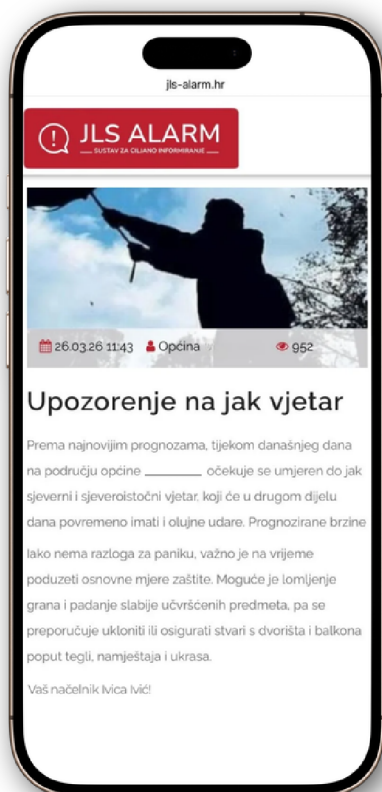 jls-alarm.hr
JLS ALARM
SUSTAV ZA CILJANO INFORMIRANJE
26.03.26 11:43 Općina 952
Upozorenje na jak vjetar
Prema najnovijim prognozama, tijekom današnjeg dana
na području općine ________ očekuje se umjeren do jak
sjeverni i sjeveroistočni vjetar, koji će u drugom dijelu
dana povremeno imati i olujne udare. Prognozirane brzine
Iako nema razloga za paniku, važno je na vrijeme
poduzeti osnovne mjere zaštite. Moguće je lomljenje
grana i padanje slabije učvršćenih predmeta, pa se
preporučuje ukloniti ili osigurati stvari s dvorišta i balkona
poput tegli, namještaja i ukrasa.
Vaš načelnik Ivica Ivić!